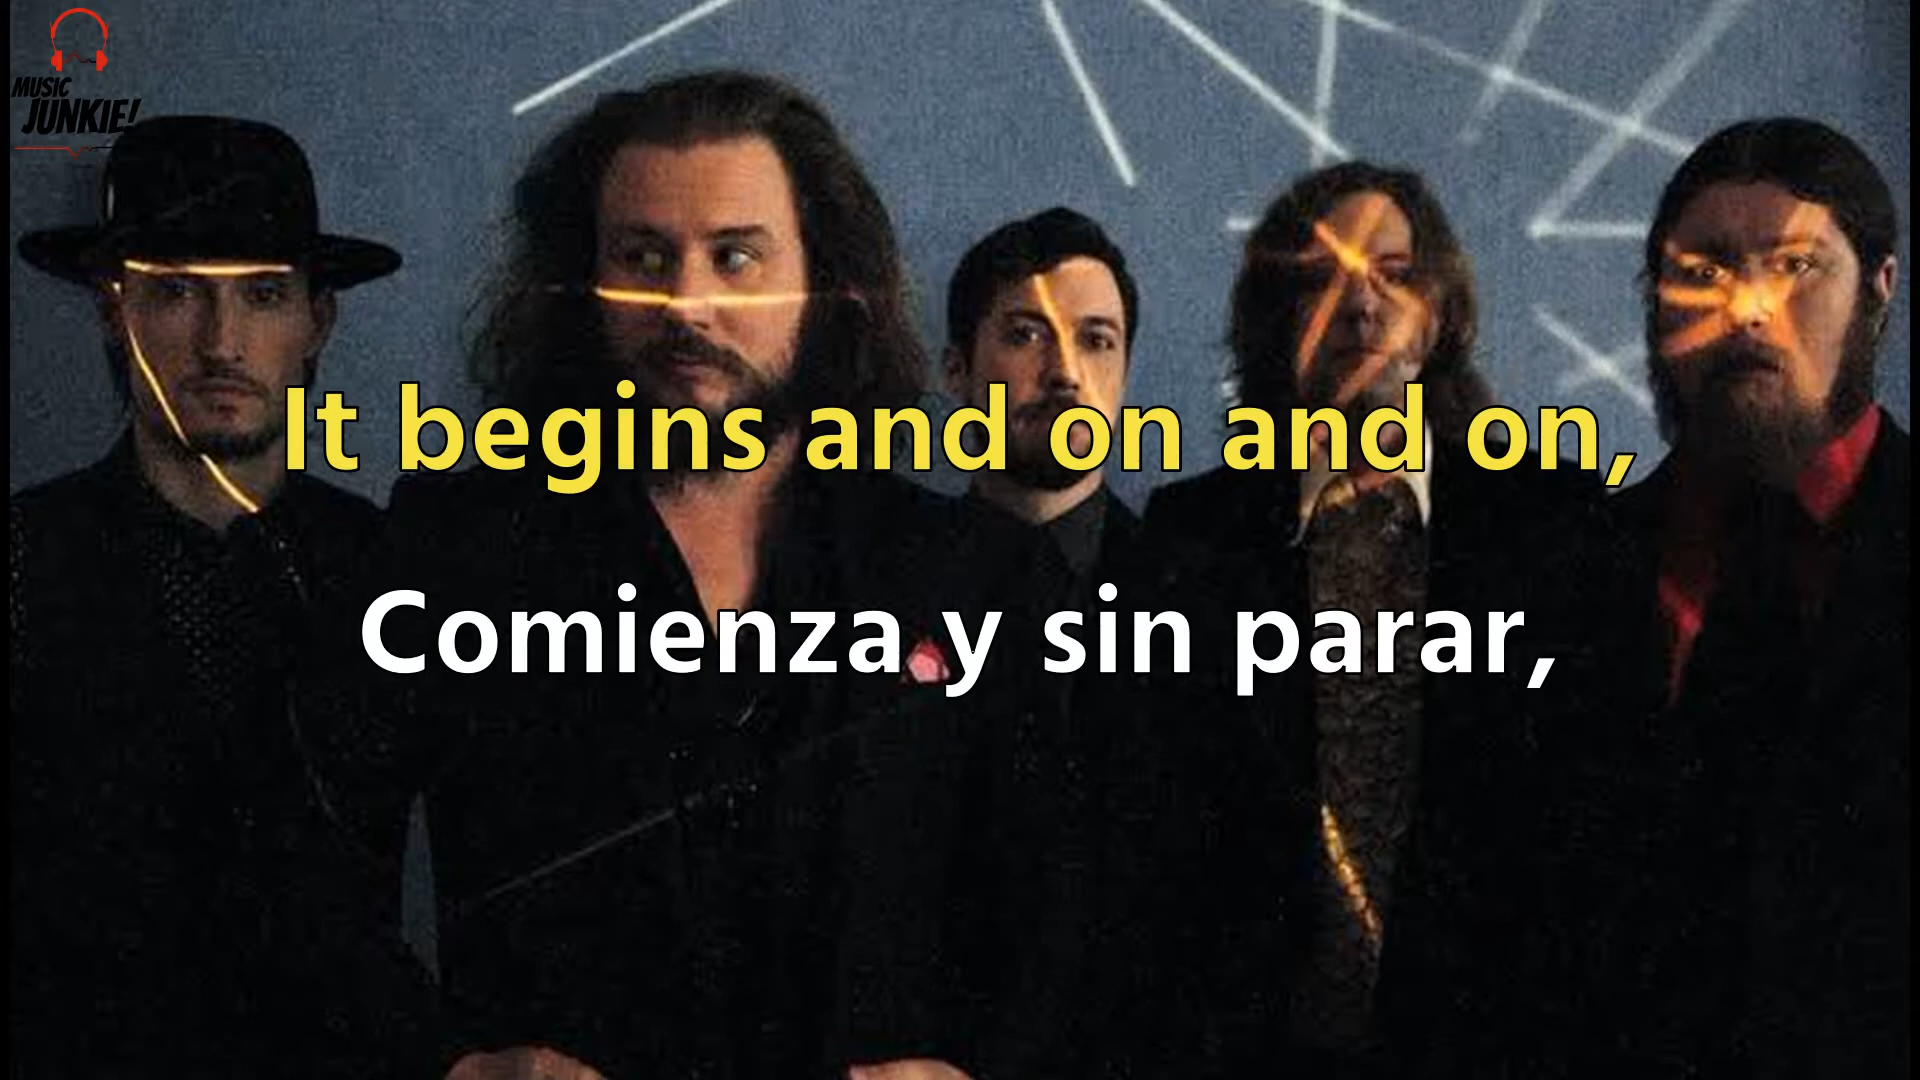 MUSIC
JUNKIE!
It begins and on and on,
Comienza y sin parar,